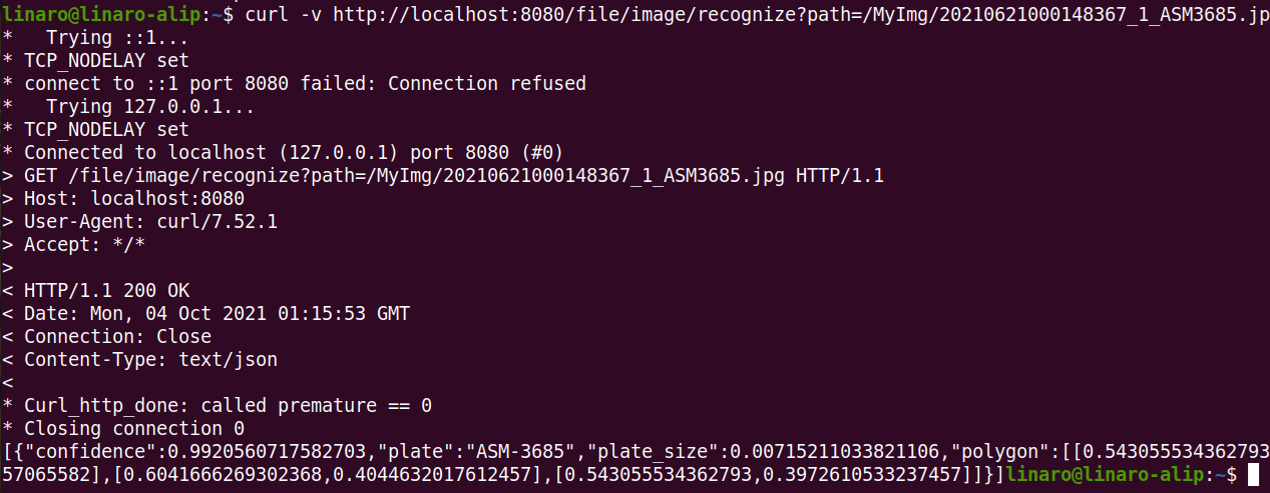 linaro@linaro-alip:~$ curl -v http://localhost:8080/file/image/recognize?path=/MyImg/20210621000148367_1_ASM3685.jp
*   Trying ::1...
* TCP_NODELAY set
* connect to ::1 port 8080 failed: Connection refused
*   Trying 127.0.0.1...
* TCP_NODELAY set
* Connected to localhost (127.0.0.1) port 8080 (#0)
> GET /file/image/recognize?path=/MyImg/20210621000148367_1_ASM3685.jpg HTTP/1.1
> Host: localhost:8080
> User-Agent: curl/7.52.1
> Accept: */*
>
< HTTP/1.1 200 OK
< Date: Mon, 04 Oct 2021 01:15:53 GMT
< Connection: Close
< Content-Type: text/json
<
* Curl_http_done: called premature == 0
* Closing connection 0
[{"confidence":0.9920560717582703,"plate":"ASM-3685","plate_size":0.00715211033821106,"polygon":[[0.543055534362793
57065582],[0.6041666269302368,0.4044632017612457],[0.543055534362793,0.3972610533237457]]}]linaro@linaro-alip:~$